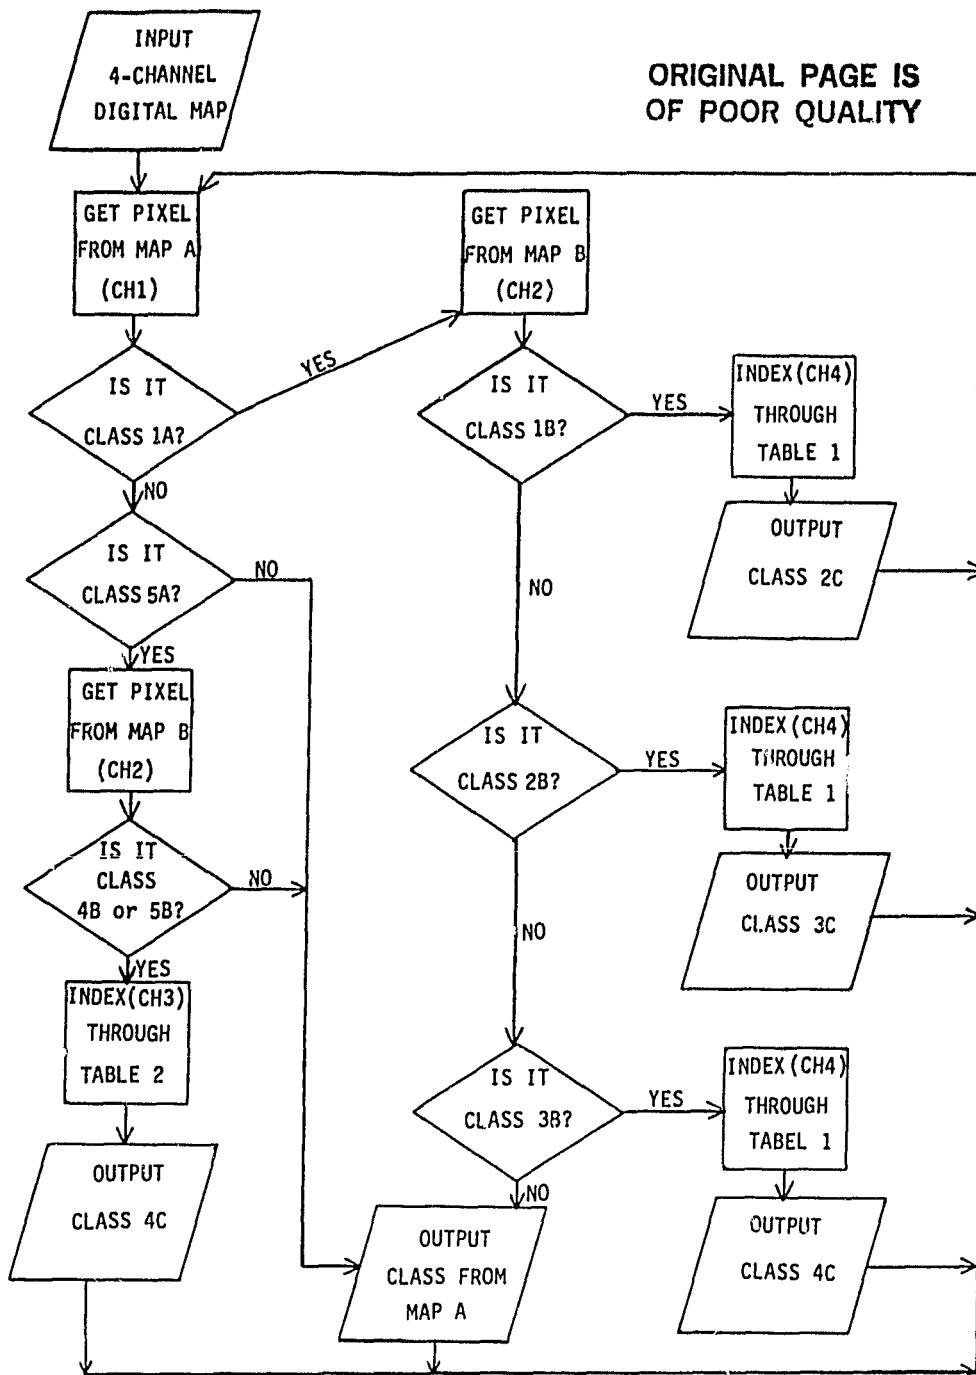 INPUT
4-CHANNEL
DIGITAL MAP
ORIGINAL PAGE IS
OF POOR QUALITY
GET PIXEL
FROM MAP A
(CH1)
GET PIXEL
FROM MAP B
(CH2)
YES
IS IT
CLASS 1A?
IS IT
CLASS 1B?
YES
INDEX(CH4)
THROUGH
TABLE 1
NO
OUTPUT
CLASS 2C
IS IT
CLASS 5A?
NO
NO
YES
GET PIXEL
FROM MAP B
(CH2)
IS IT
CLASS 2B?
YES
INDEX(CH4)
THROUGH
TABLE 1
IS IT
CLASS
4B or 5B?
NO
OUTPUT
CLASS 3C
NO
YES
INDEX(CH3)
THROUGH
TABLE 2
IS IT
CLASS 3B?
YES
INDEX(CH4)
THROUGH
TABEL 1
NO
OUTPUT
CLASS 4C
OUTPUT
CLASS FROM
MAP A
OUTPUT
CLASS 4C